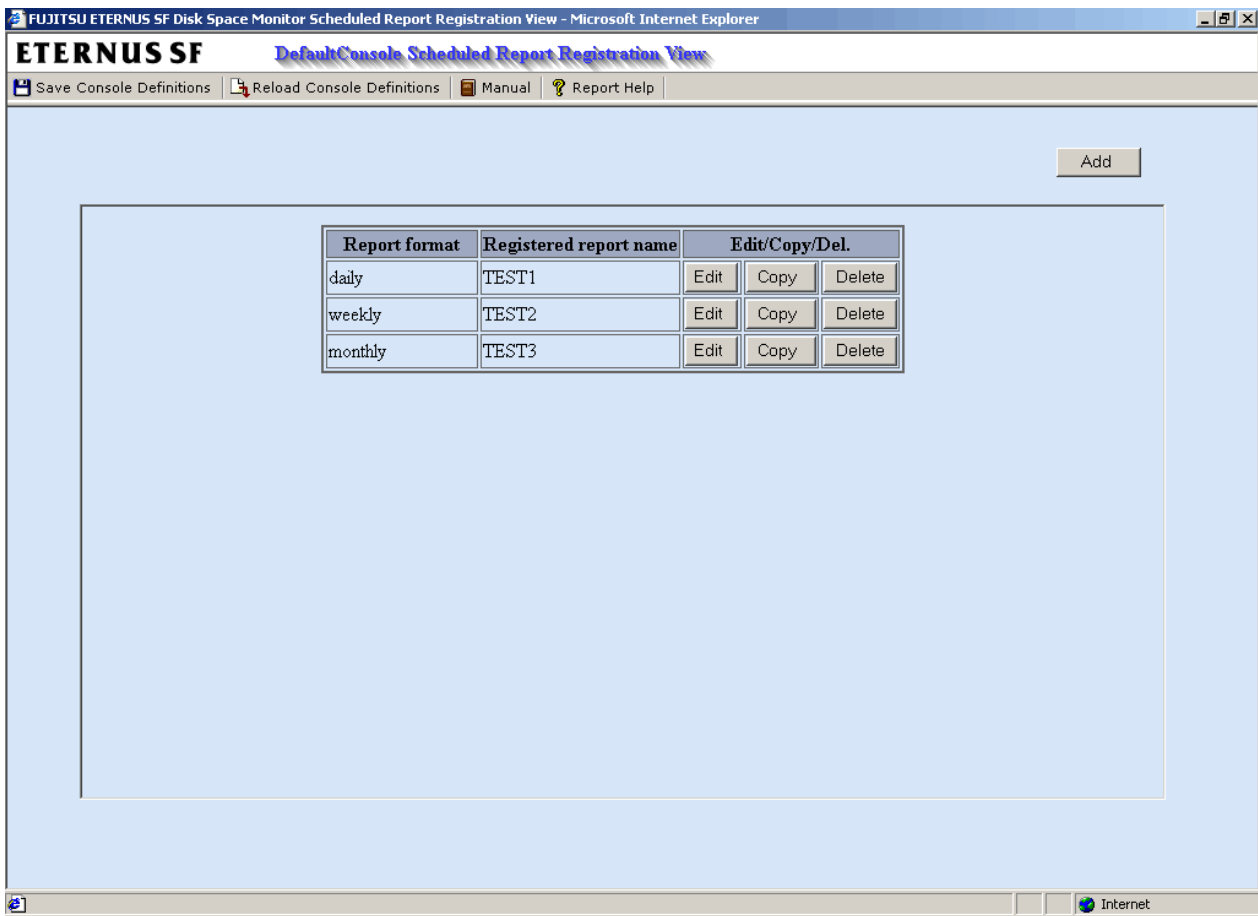 FUJITSU ETERNUS SF Disk Space Monitor Scheduled Report Registration View - Microsoft Internet Explorer
ETERNUS SF DefaultConsole Scheduled Report Registration View
Save Console Definitions Reload Console Definitions Manual Report Help
Add
Report format Registered report name Edit/Copy/Del.
daily TEST1 Edit Copy Delete
weekly TEST2 Edit Copy Delete
monthly TEST3 Edit Copy Delete
Internet